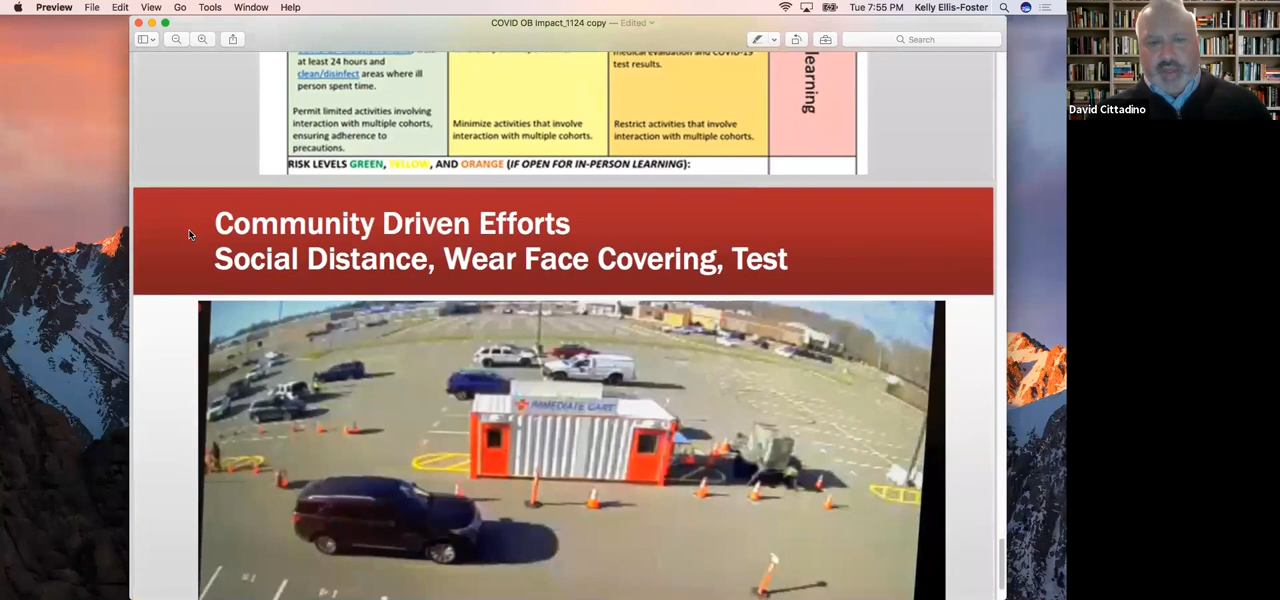 Preview File Edit View Go Tools Window Help
Tue 7:55 PM Kelly Ellis-Foster
COVID OB Impact_1124 copy — Edited
Search
David Cittadino
at least 24 hours and
clean/disinfect areas where ill
person spent time.
Permit limited activities involving
interaction with multiple cohorts,
ensuring adherence to
precautions.
Minimize activities that involve
interaction with multiple cohorts.
medical evaluation and COVID-19
test results.
Restrict activities that involve
interaction with multiple cohorts.
learning
RISK LEVELS GREEN, YELLOW, AND ORANGE (IF OPEN FOR IN-PERSON LEARNING):
Community Driven Efforts
Social Distance, Wear Face Covering, Test
IMMEDIATE CARE